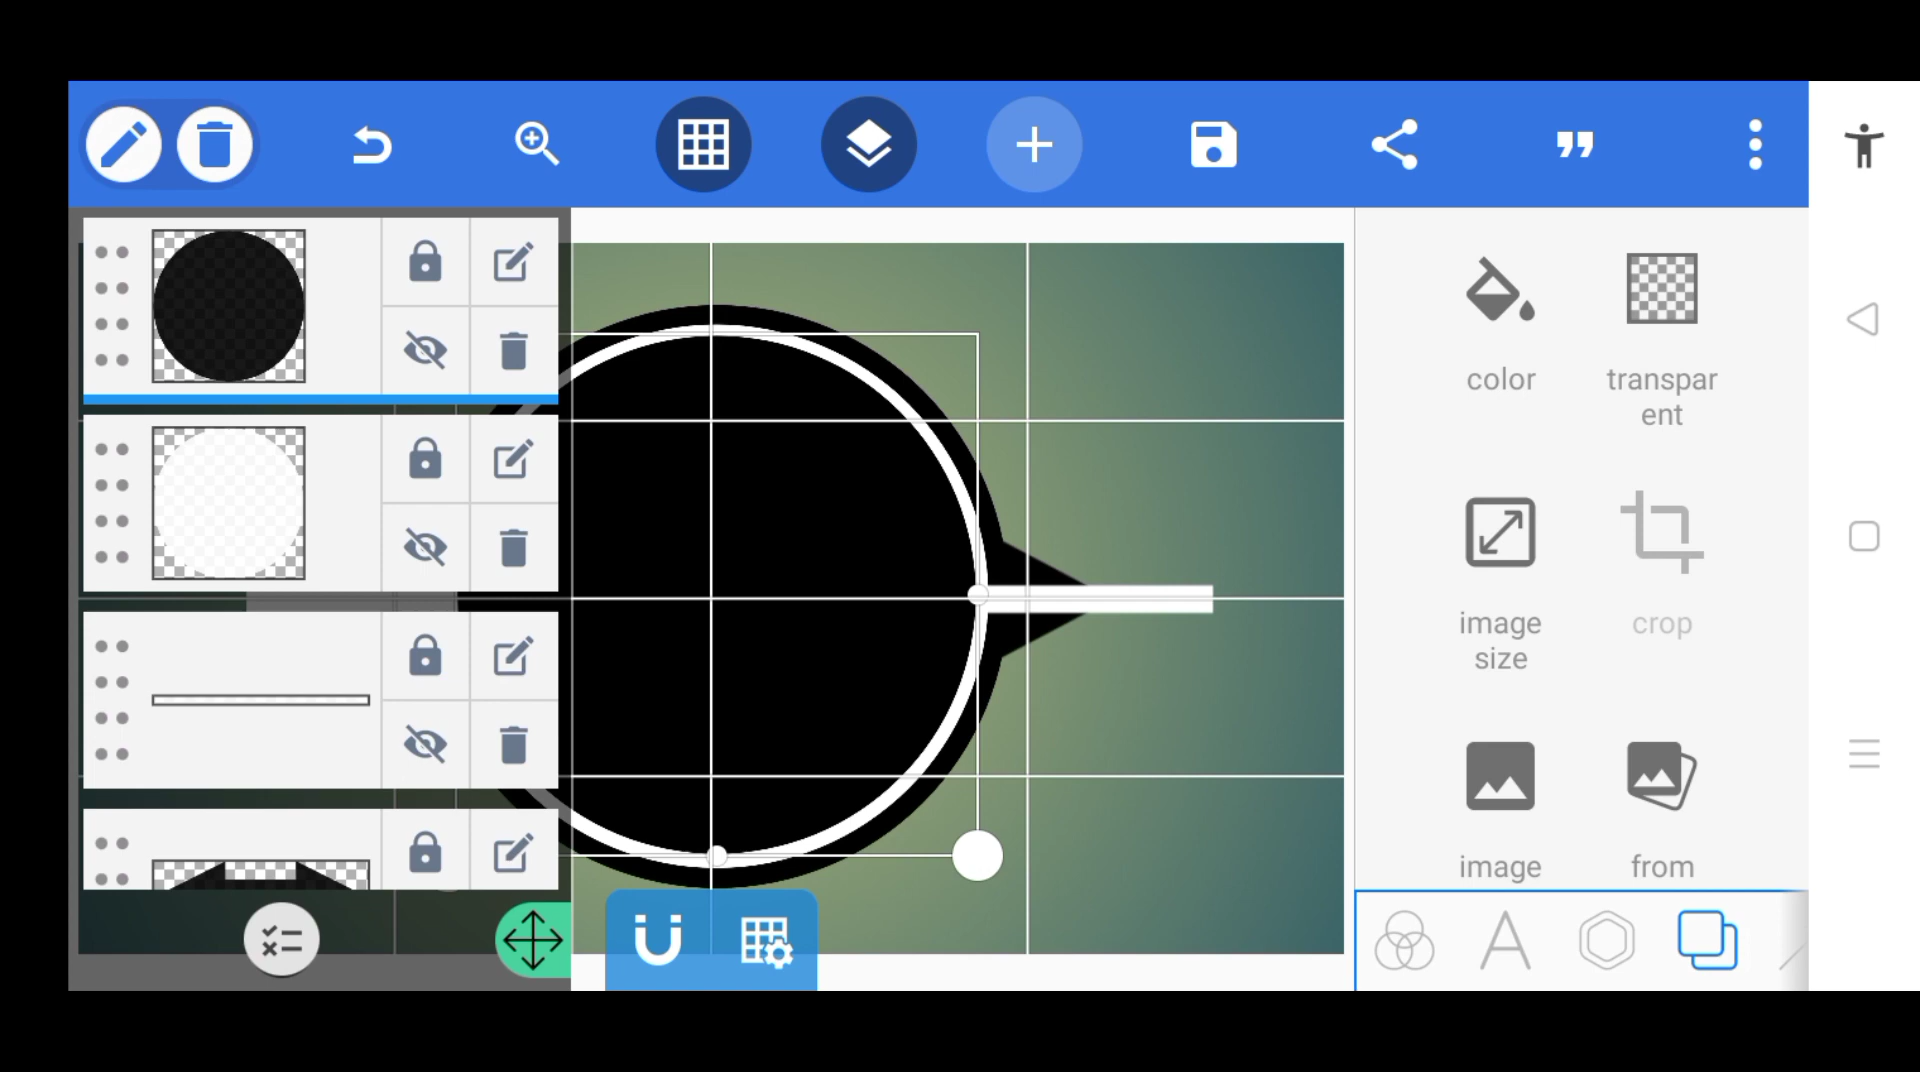 color
transpar
ent
image
size
crop
image
from